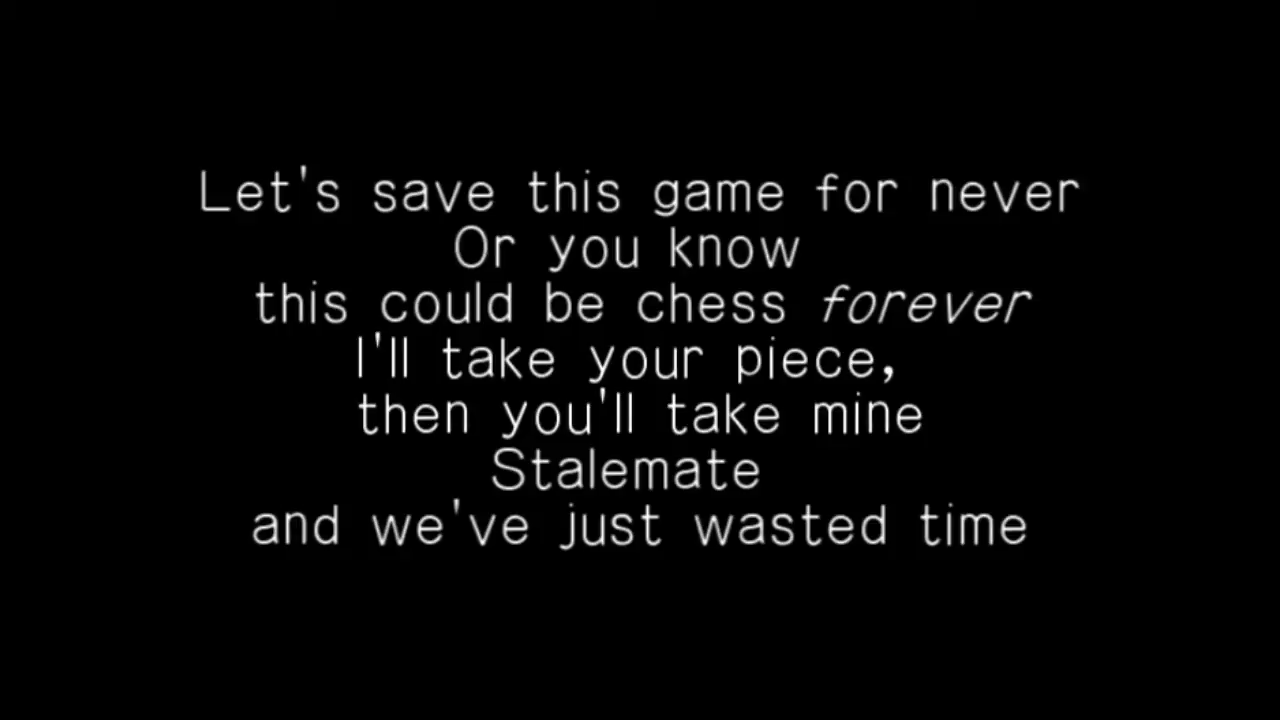 Let's save this game for never
Or you know
this could be chess forever
I'll take your piece,
then you'll take mine
Stalemate
and we've just wasted time